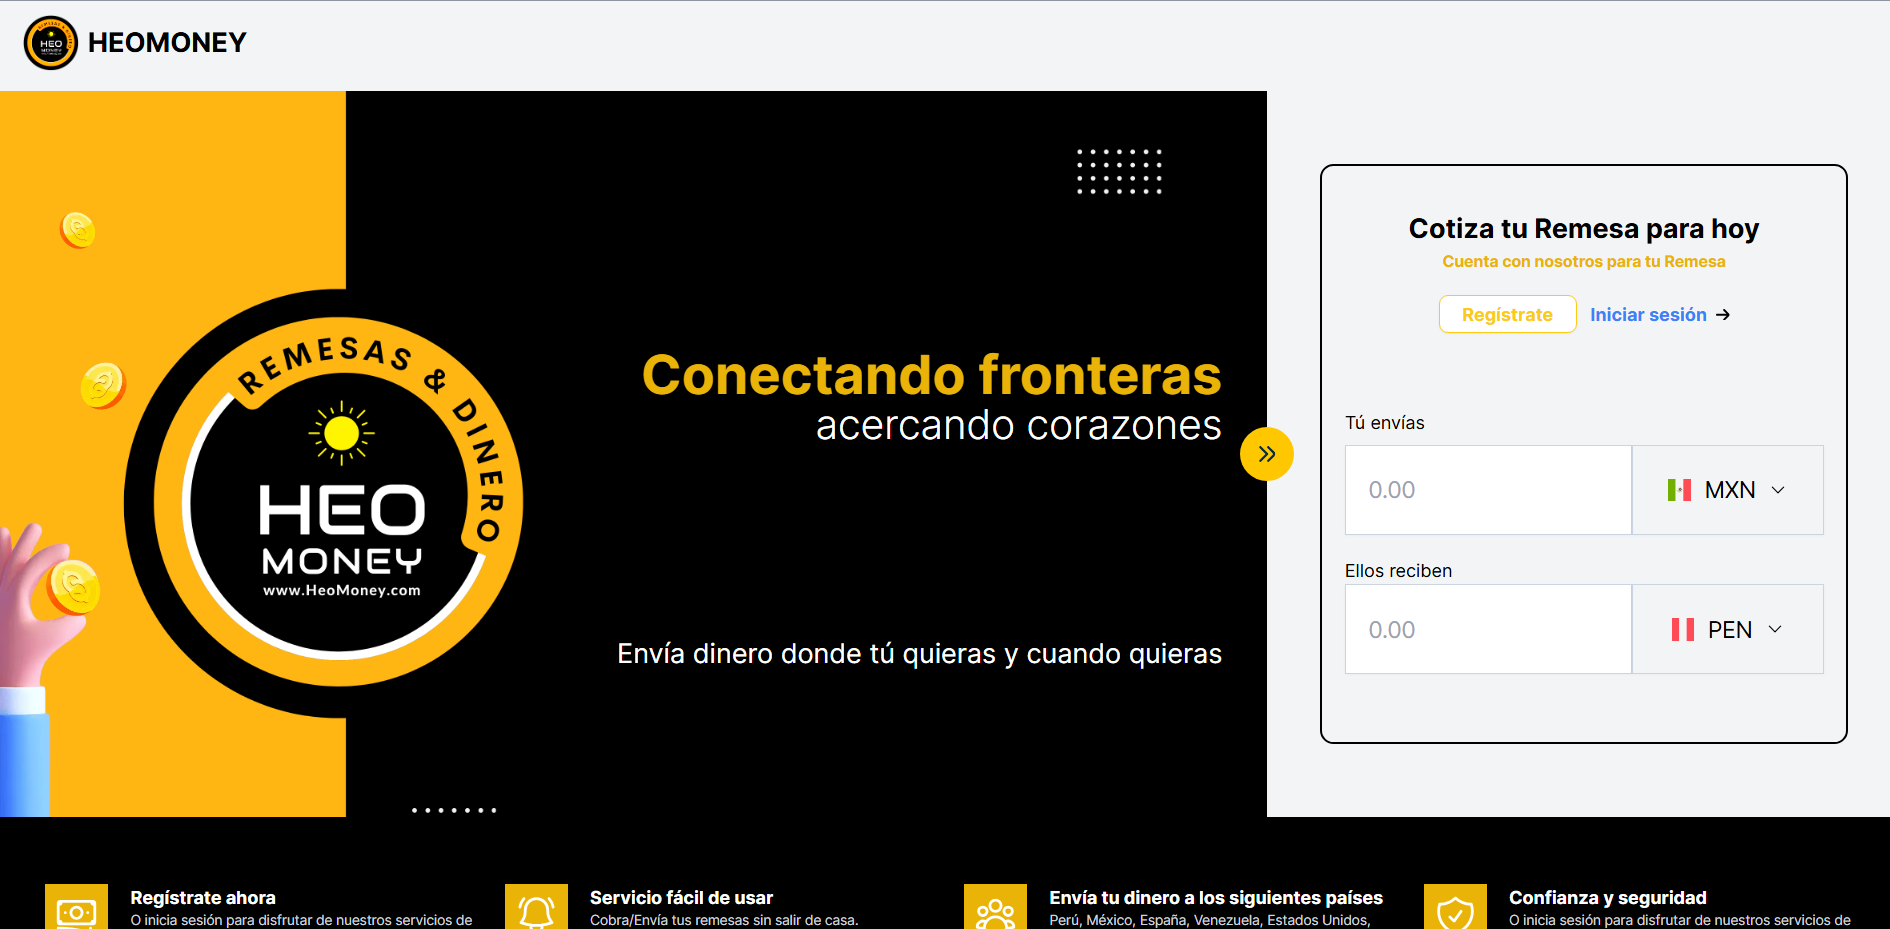 HEOMONEY
REMESAS & DINERO
HEO
MONEY
www.HeoMoney.com
Conectando fronteras
acercando corazones
Envía dinero donde tú quieras y cuando quieras
Cotiza tu Remesa para hoy
Cuenta con nosotros para tu Remesa
Regístrate Iniciar sesión →
Tú envías
0.00 MXN
Ellos reciben
0.00 PEN
Regístrate ahora
O inicia sesión para disfrutar de nuestros servicios de
Servicio fácil de usar
Cobra/Envía tus remesas sin salir de casa.
Envía tu dinero a los siguientes países
Perú, México, España, Venezuela, Estados Unidos,
Confianza y seguridad
O inicia sesión para disfrutar de nuestros servicios de